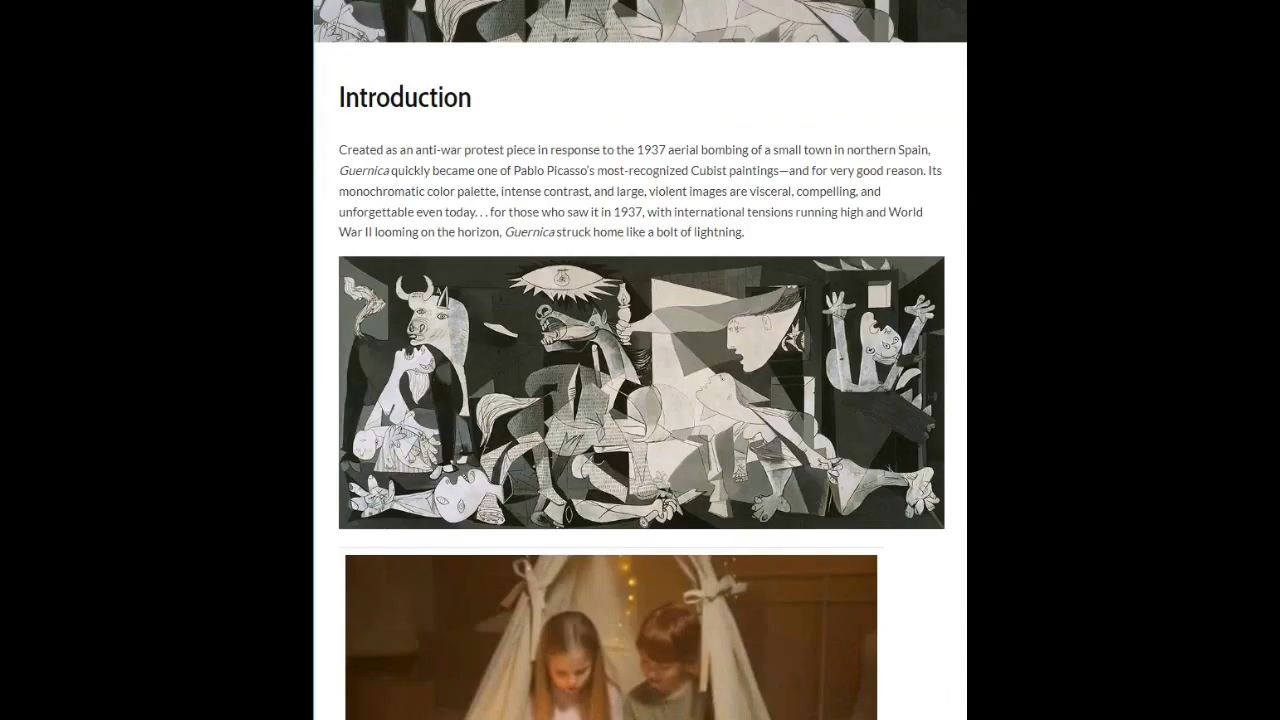 Introduction
Created as an anti-war protest piece in response to the 1937 aerial bombing of a small town in northern Spain,
Guernica quickly became one of Pablo Picasso's most-recognized Cubist paintings—and for very good reason. Its
monochromatic color palette, intense contrast, and large, violent images are visceral, compelling, and
unforgettable even today. . . for those who saw it in 1937, with international tensions running high and World
War II looming on the horizon, Guernica struck home like a bolt of lightning.